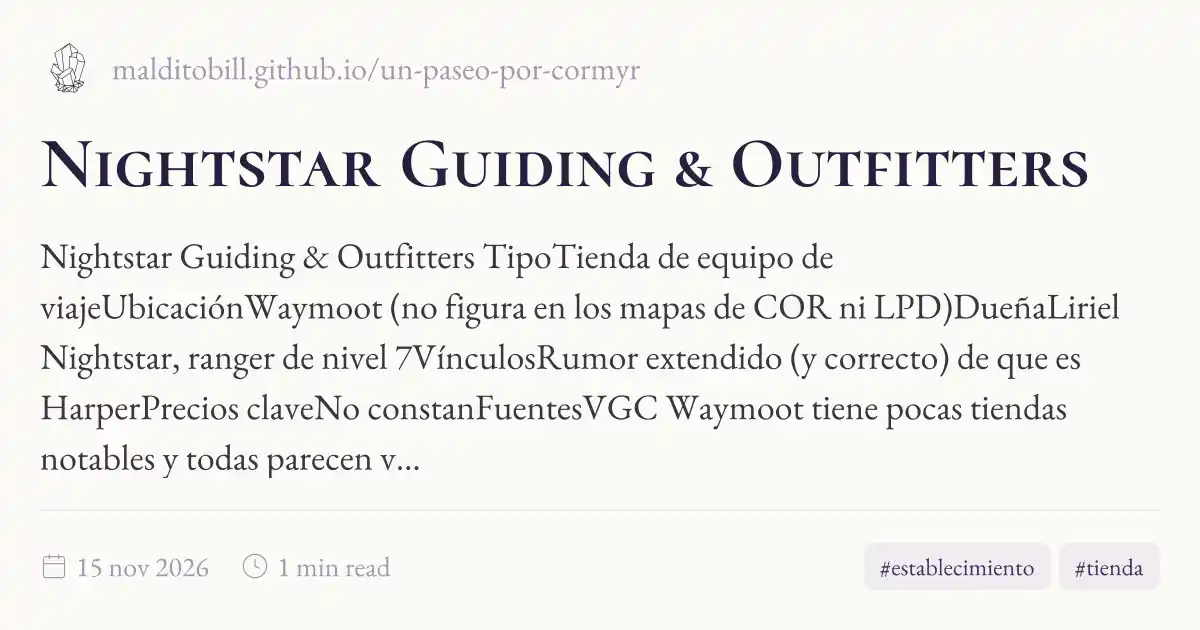 malditobill.github.io/un-paseo-por-cormyr
Nightstar Guiding & Outfitters
Nightstar Guiding & Outfitters TipoTienda de equipo de
viajeUbicaciónWaymoot (no figura en los mapas de COR ni LPD)DueñaLiriel
Nightstar, ranger de nivel 7VínculosRumor extendido (y correcto) de que es
HarperPrecios claveNo constanFuentesVGC Waymoot tiene pocas tiendas
notables y todas parecen v...
15 nov 2026
1 min read
#establecimiento
#tienda